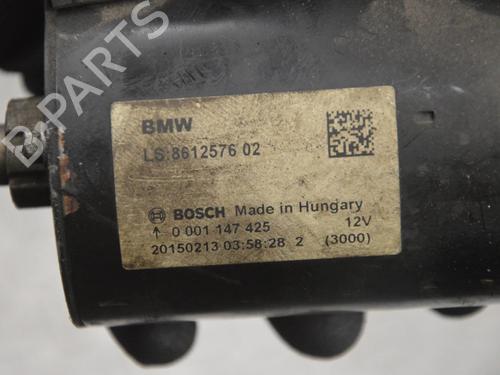 B-PARTS
BMW
LS:8612576 02
BOSCH Made in Hungary
↑ 0 001 147 425 12V
20150213 03:58:28 2 (3000)